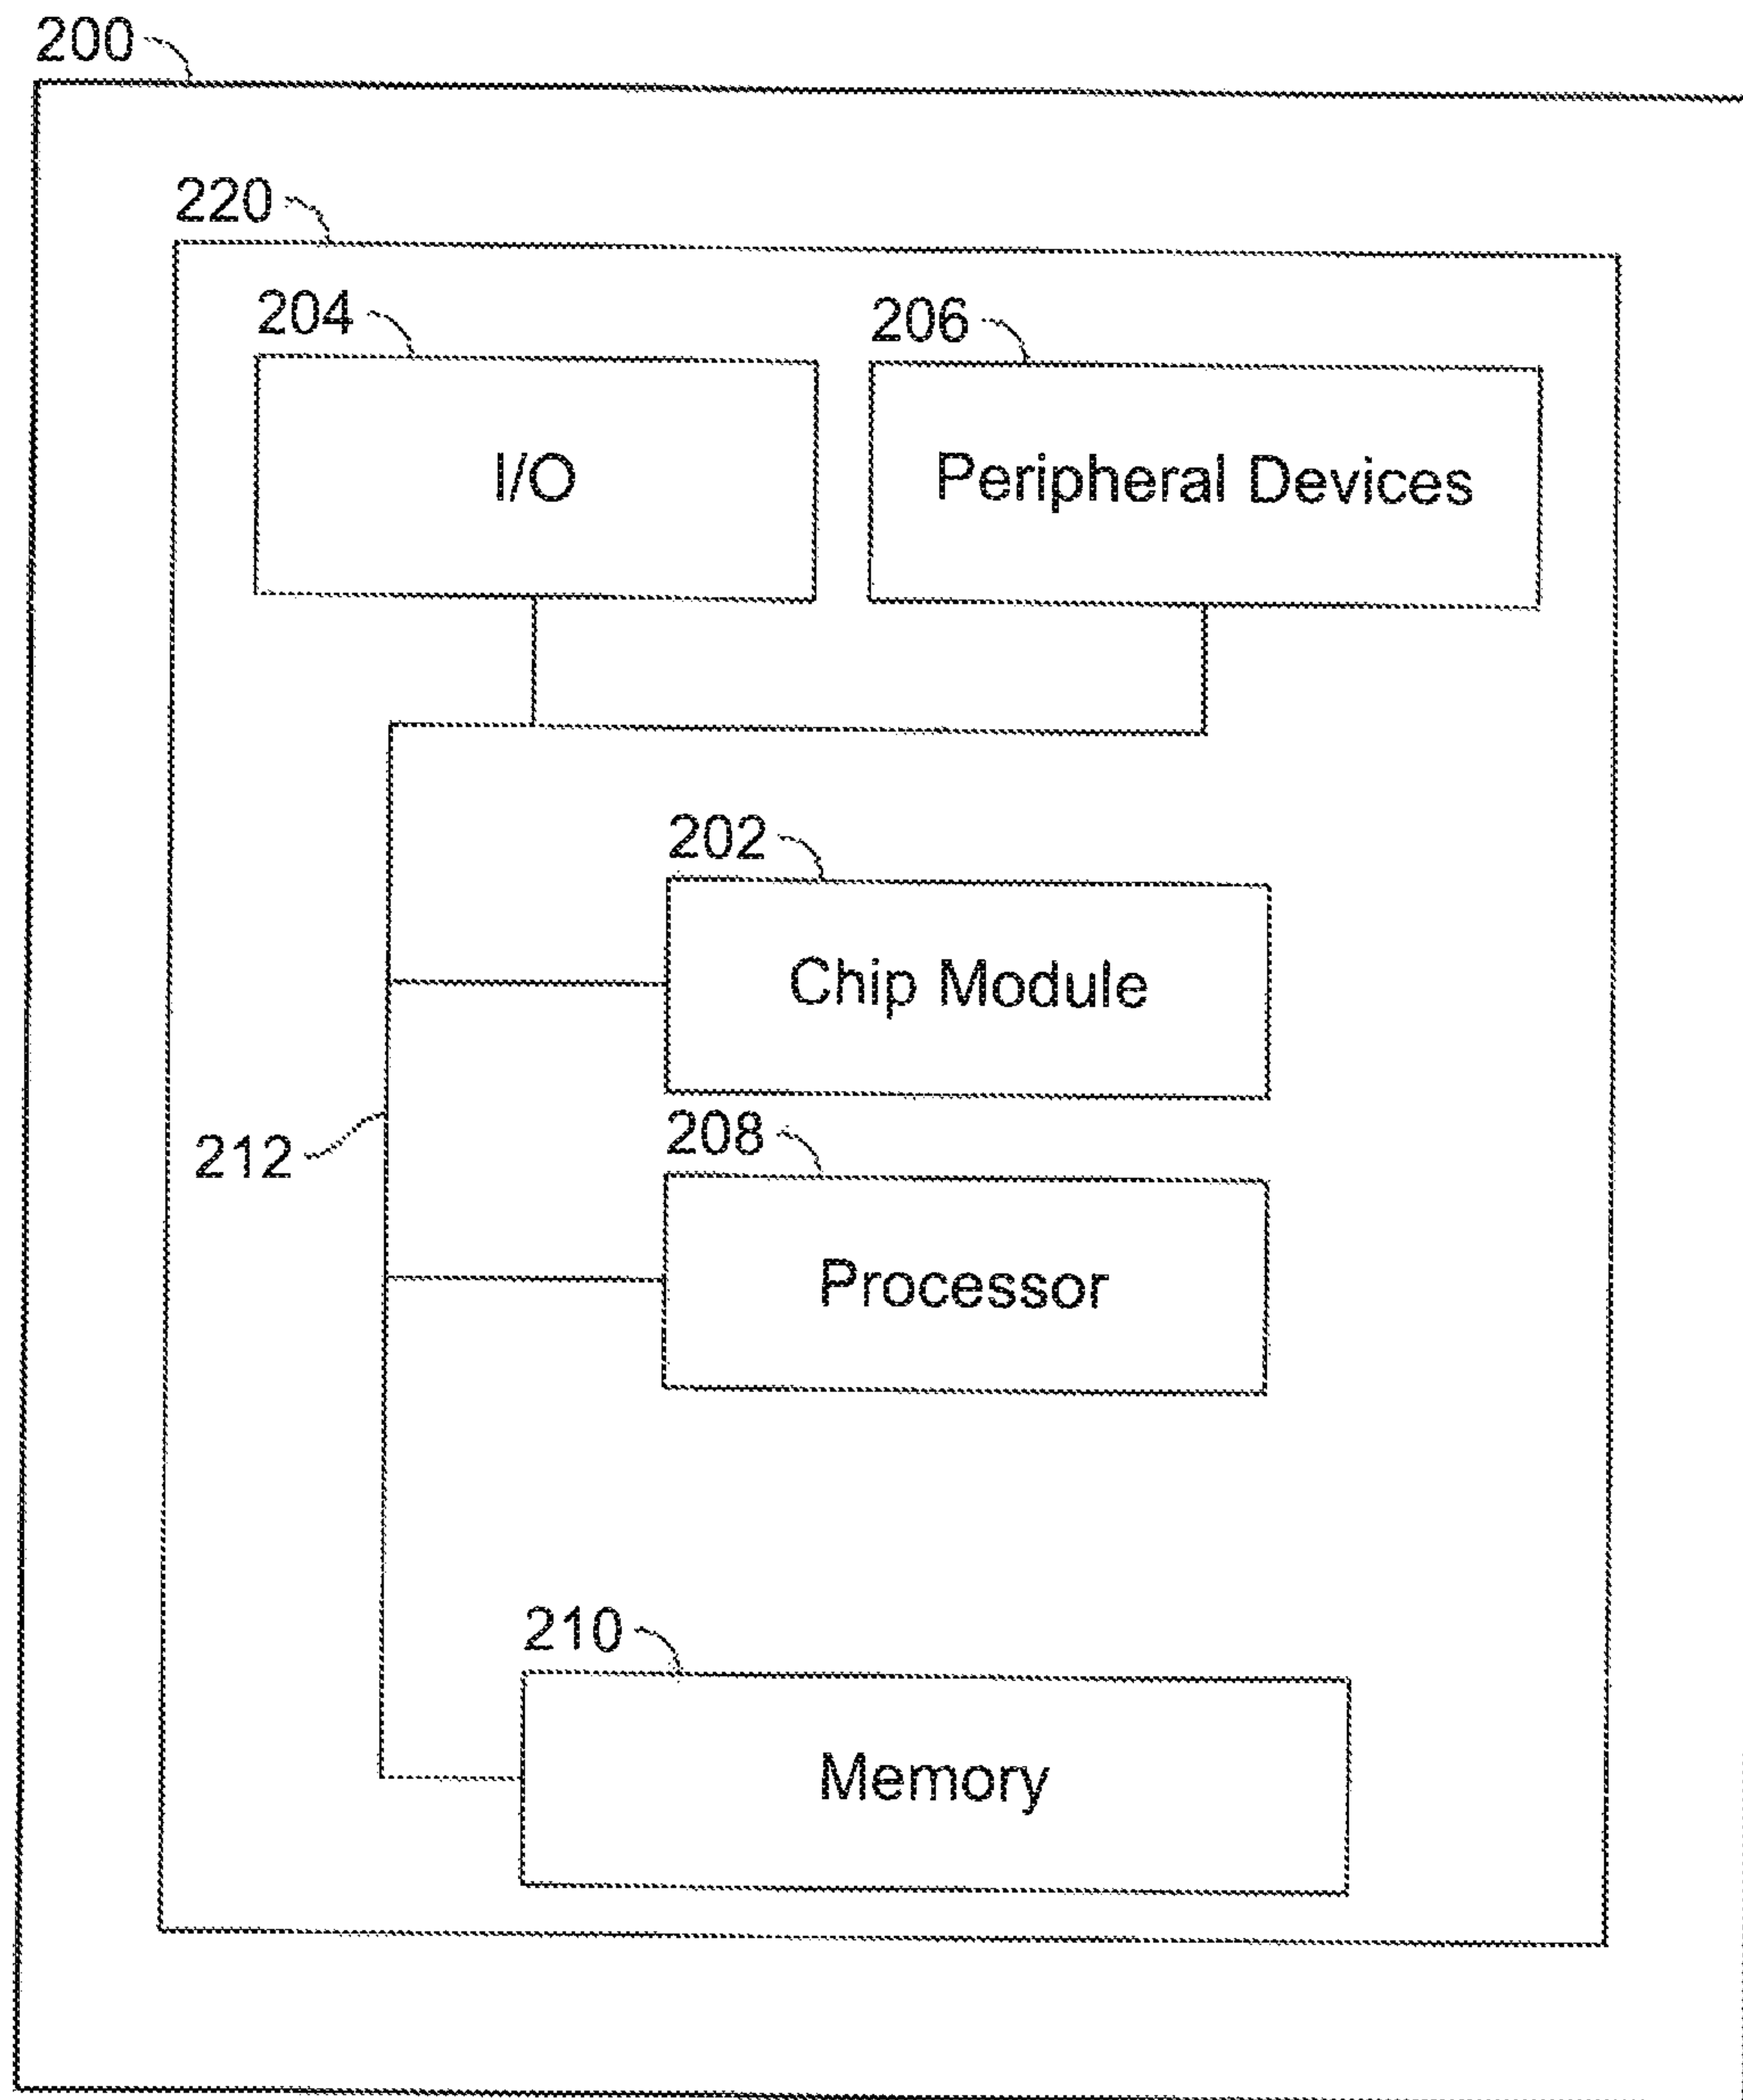 200
220
204
206
I/O
Peripheral Devices
202
Chip Module
212
208
Processor
210
Memory